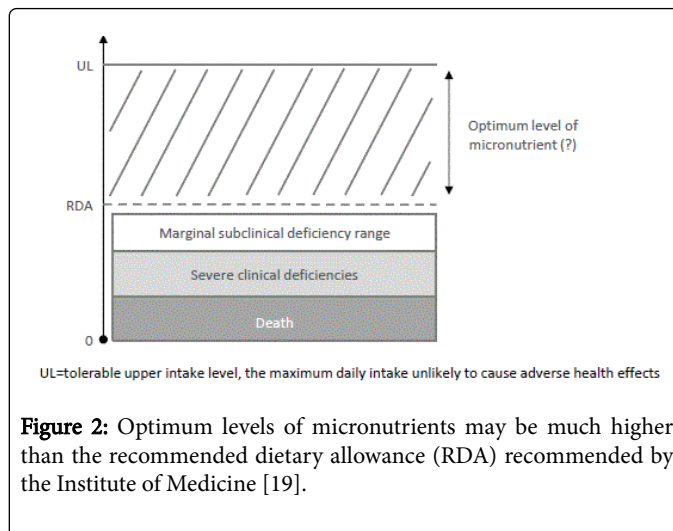 UL
Optimum level of
micronutrient (?)
RDA
Marginal subclinical deficiency range
Severe clinical deficiencies
Death
0
UL=tolerable upper intake level, the maximum daily intake unlikely to cause adverse health effects
Figure 2: Optimum levels of micronutrients may be much higher
than the recommended dietary allowance (RDA) recommended by
the Institute of Medicine [19].